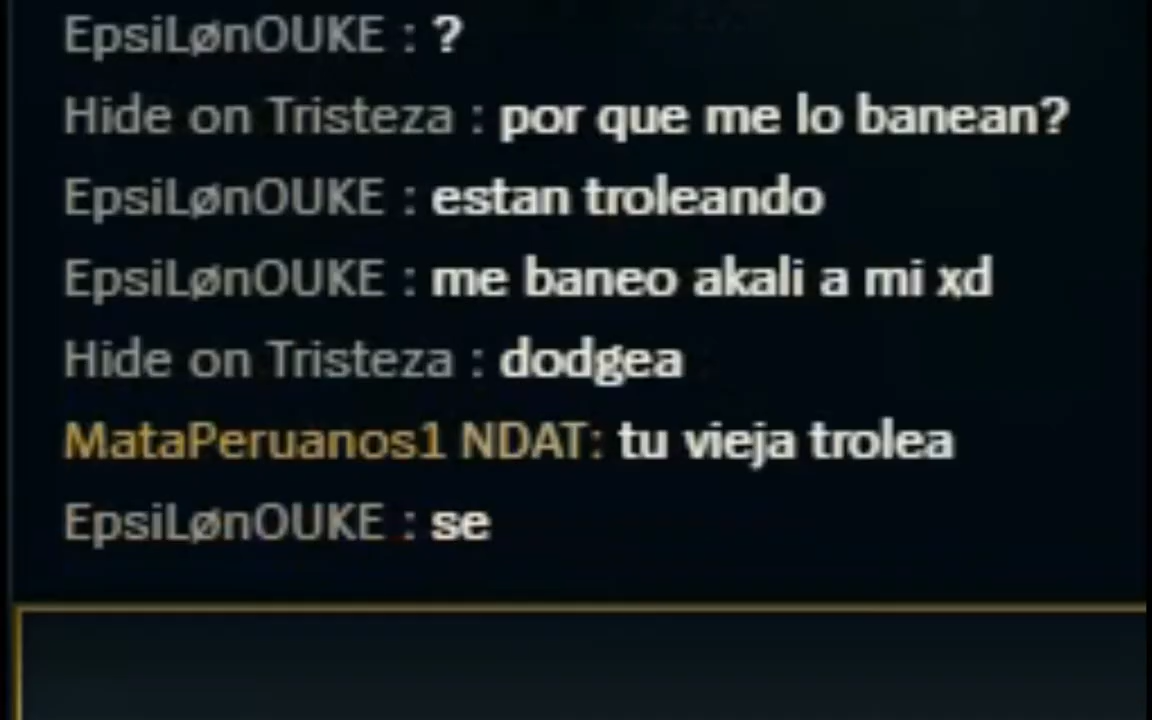 EpsiLønOUKE : ?
Hide on Tristeza : por que me lo banean?
EpsiLønOUKE : estan troleando
EpsiLønOUKE : me baneo akali a mi xd
Hide on Tristeza : dodgea
MataPeruanos1 NDAT: tu vieja trolea
EpsiLønOUKE : se